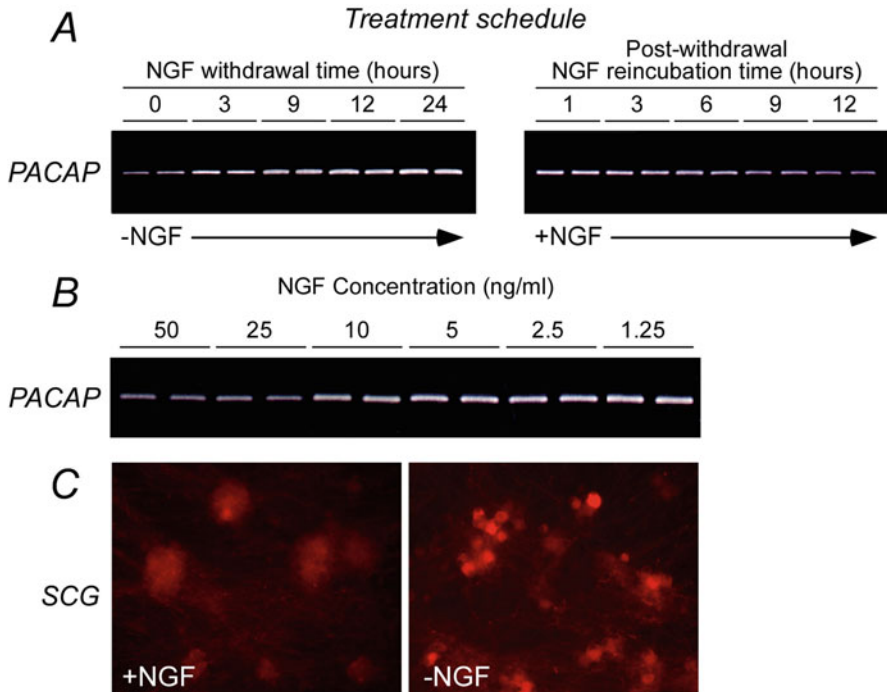 A
Treatment schedule
NGF withdrawal time (hours)
0 3 9 12 24
Post-withdrawal
NGF reincubation time (hours)
1 3 6 9 12
PACAP
-NGF
+NGF
B
NGF Concentration (ng/ml)
50 25 10 5 2.5 1.25
PACAP
C
SCG
+NGF
-NGF